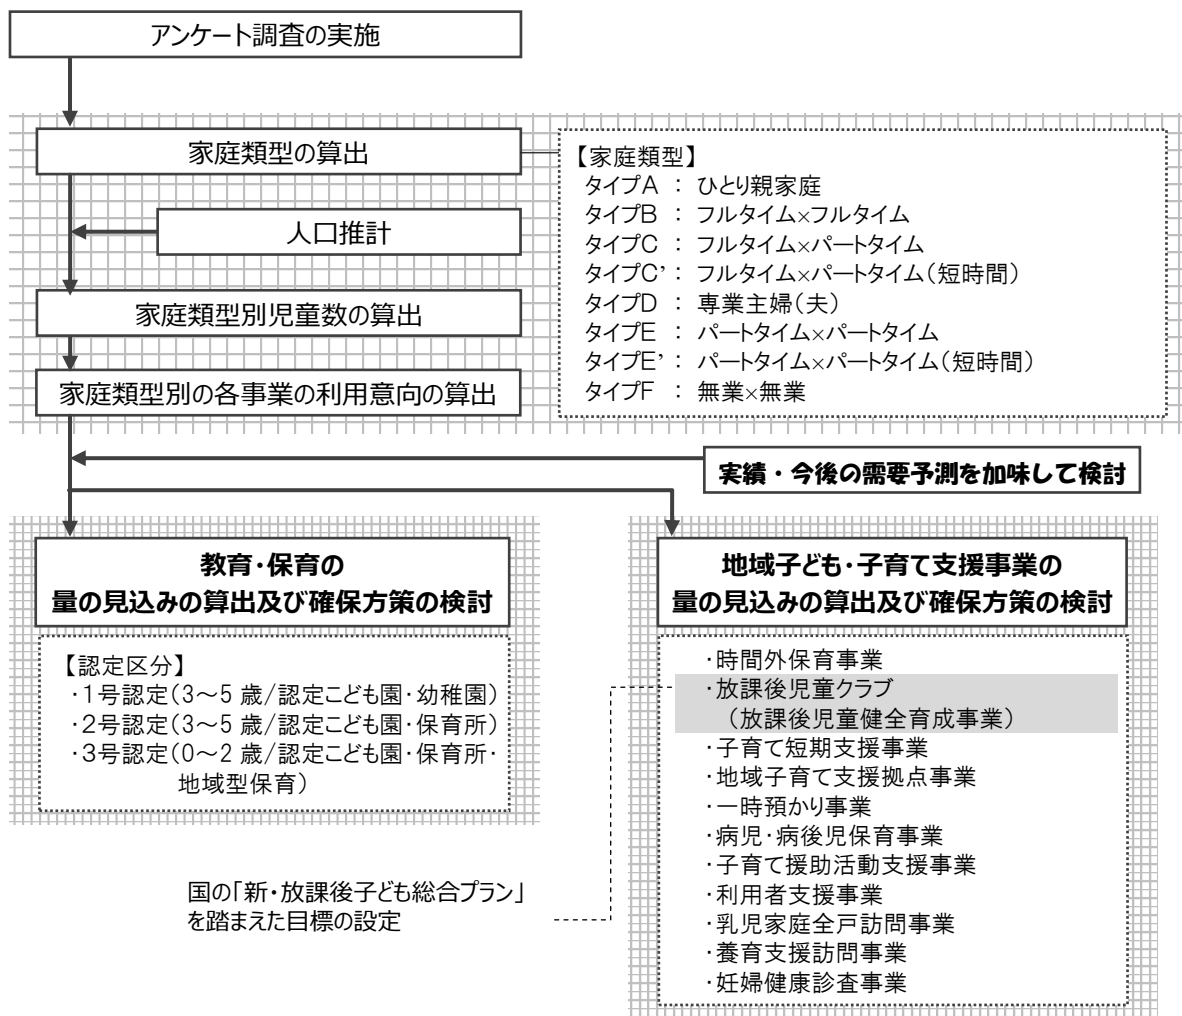 アンケート調査の実施
家庭類型の算出
人口推計
家庭類型別児童数の算出
家庭類型別の各事業の利用意向の算出
【家庭類型】
タイプA : ひとり親家庭
タイプB : フルタイム×フルタイム
タイプC : フルタイム×パートタイム
タイプC’: フルタイム×パートタイム(短時間)
タイプD : 専業主婦(夫)
タイプE : パートタイム×パートタイム
タイプE’: パートタイム×パートタイム(短時間)
タイプF : 無業×無業
実績・今後の需要予測を加味して検討
教育・保育の
量の見込みの算出及び確保方策の検討
【認定区分】
・1号認定(3～5 歳/認定こども園・幼稚園)
・2号認定(3～5 歳/認定こども園・保育所)
・3号認定(0～2 歳/認定こども園・保育所・
地域型保育)
国の「新・放課後子ども総合プラン」
を踏まえた目標の設定
地域子ども・子育て支援事業の
量の見込みの算出及び確保方策の検討
・時間外保育事業
・放課後児童クラブ
(放課後児童健全育成事業)
・子育て短期支援事業
・地域子育て支援拠点事業
・一時預かり事業
・病児・病後児保育事業
・子育て援助活動支援事業
・利用者支援事業
・乳児家庭全戸訪問事業
・養育支援訪問事業
・妊婦健康診査事業